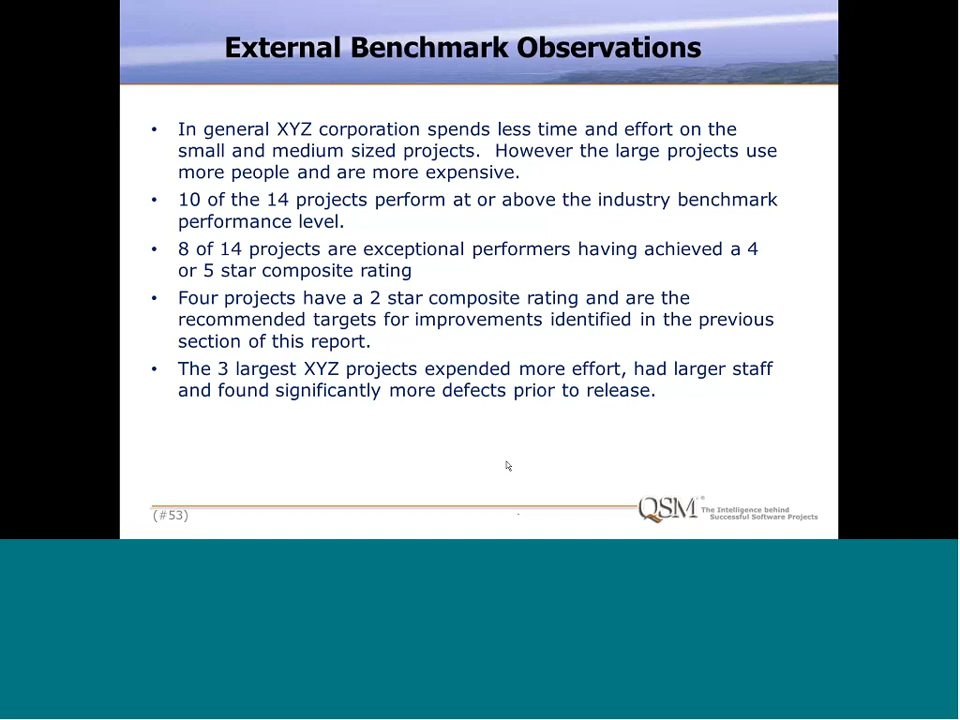 External Benchmark Observations
• In general XYZ corporation spends less time and effort on the
small and medium sized projects.  However the large projects use
more people and are more expensive.
• 10 of the 14 projects perform at or above the industry benchmark
performance level.
• 8 of 14 projects are exceptional performers having achieved a 4
or 5 star composite rating
• Four projects have a 2 star composite rating and are the
recommended targets for improvements identified in the previous
section of this report.
• The 3 largest XYZ projects expended more effort, had larger staff
and found significantly more defects prior to release.
(#53)
QSM®
The Intelligence behind
Successful Software Projects